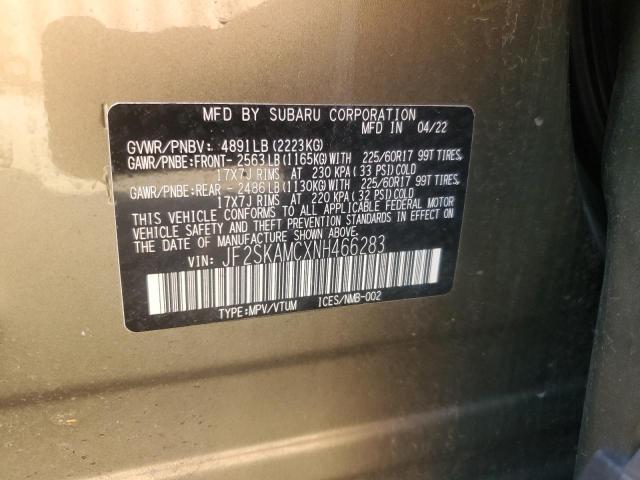 MFD BY SUBARU CORPORATION
MFD IN 04/22
GVWR/PNBV: 4891LB(2223KG)
GAWR/PNBE:FRONT- 2563LB(1165KG)WITH 225/60R17 99T TIRES,
17X7J RIMS AT 230 KPA(33 PSI)COLD
GAWR/PNBE:REAR - 2486LB(1130KG)WITH 225/60R17 99T TIRES,
17X7J RIMS AT 220 KPA(32 PSI)COLD
THIS VEHICLE CONFORMS TO ALL APPLICABLE FEDERAL MOTOR
VEHICLE SAFETY AND THEFT PREVENTION STANDARDS IN EFFECT
ON THE DATE OF MANUFACTURE SHOWN ABOVE.
VIN: JF2SKAMCXNH466283
TYPE:MPV/VTUM ICES/NMB-002